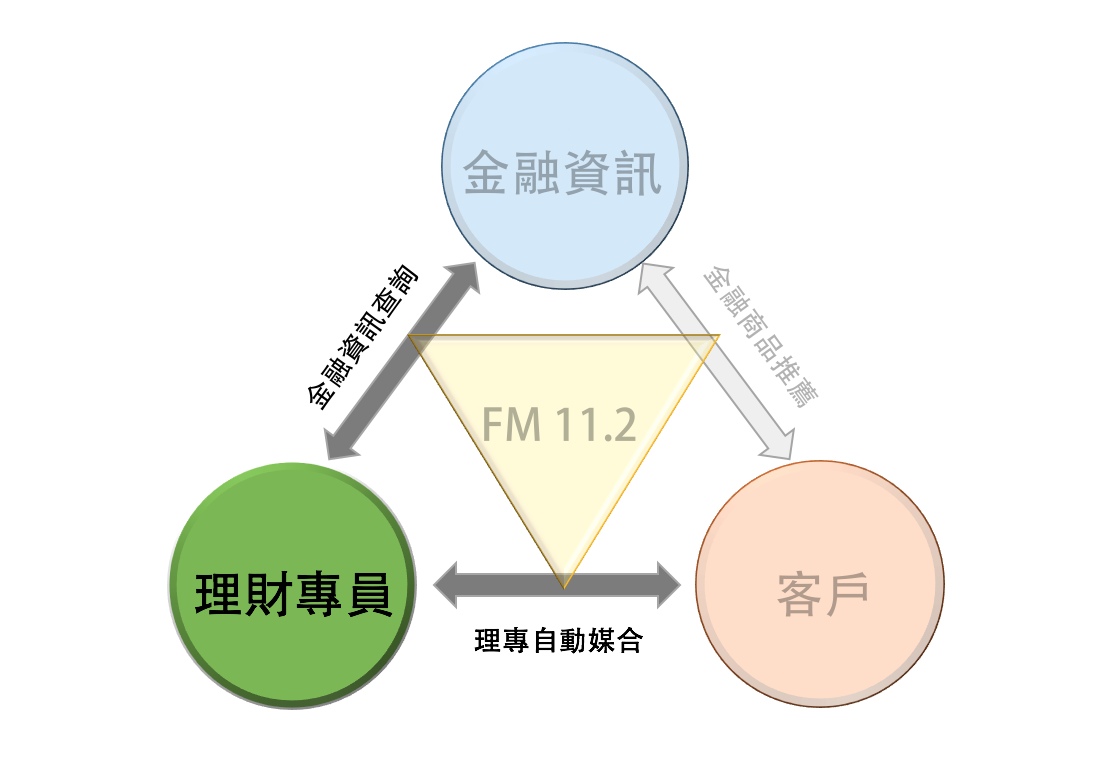 金融資訊
金融資訊查詢
金融商品推薦
FM 11.2
理財專員
客戶
理專自動媒合